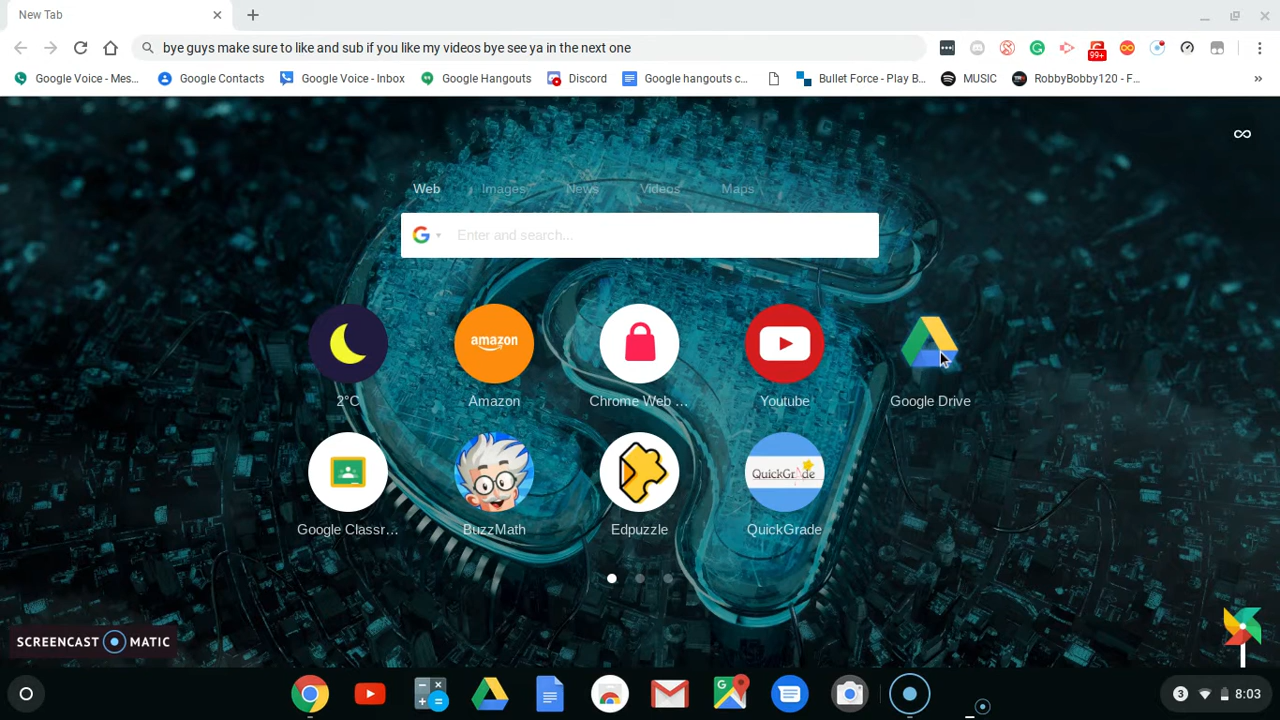 New Tab
bye guys make sure to like and sub if you like my videos bye see ya in the next one
99+
Google Voice - Mes...
Google Contacts
Google Voice - Inbox
Google Hangouts
Discord
Google hangouts c...
Bullet Force - Play B...
MUSIC
RobbyBobby120 - F...
»
Web
Images
News
Videos
Maps
Enter and search...
amazon
2°C
Amazon
Chrome Web ...
Youtube
Google Drive
QuickGrade
Google Classr...
BuzzMath
Edpuzzle
QuickGrade
SCREENCAST MATIC
3
8:03